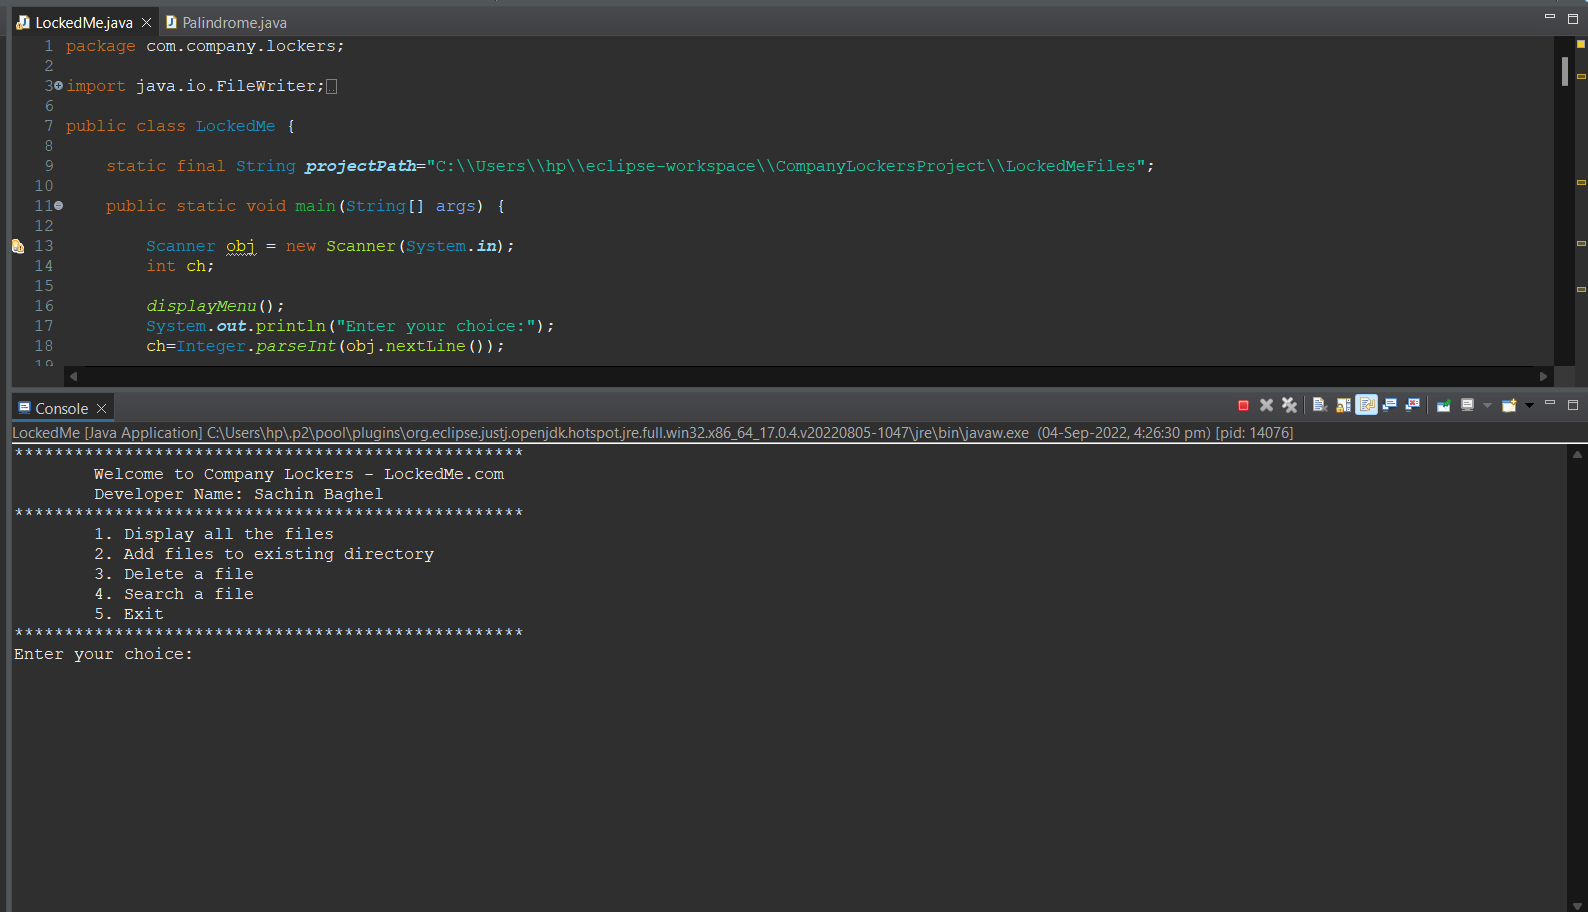 LockedMe.java Palindrome.java
1 package com.company.lockers;
2
3 import java.io.FileWriter;
6
7 public class LockedMe {
8
9 static final String projectPath="C:\\Users\\hp\\eclipse-workspace\\CompanyLockersProject\\LockedMeFiles";
10
11 public static void main(String[] args) {
12
13 Scanner obj = new Scanner(System.in);
14 int ch;
15
16 displayMenu();
17 System.out.println("Enter your choice:");
18 ch=Integer.parseInt(obj.nextLine());
19
Console
LockedMe [Java Application] C:\Users\hp\.p2\pool\plugins\org.eclipse.justj.openjdk.hotspot.jre.full.win32.x86_64_17.0.4.v20220805-1047\jre\bin\javaw.exe (04-Sep-2022, 4:26:30 pm) [pid: 14076]
***************************************************
Welcome to Company Lockers - LockedMe.com
Developer Name: Sachin Baghel
***************************************************
1. Display all the files
2. Add files to existing directory
3. Delete a file
4. Search a file
5. Exit
***************************************************
Enter your choice: